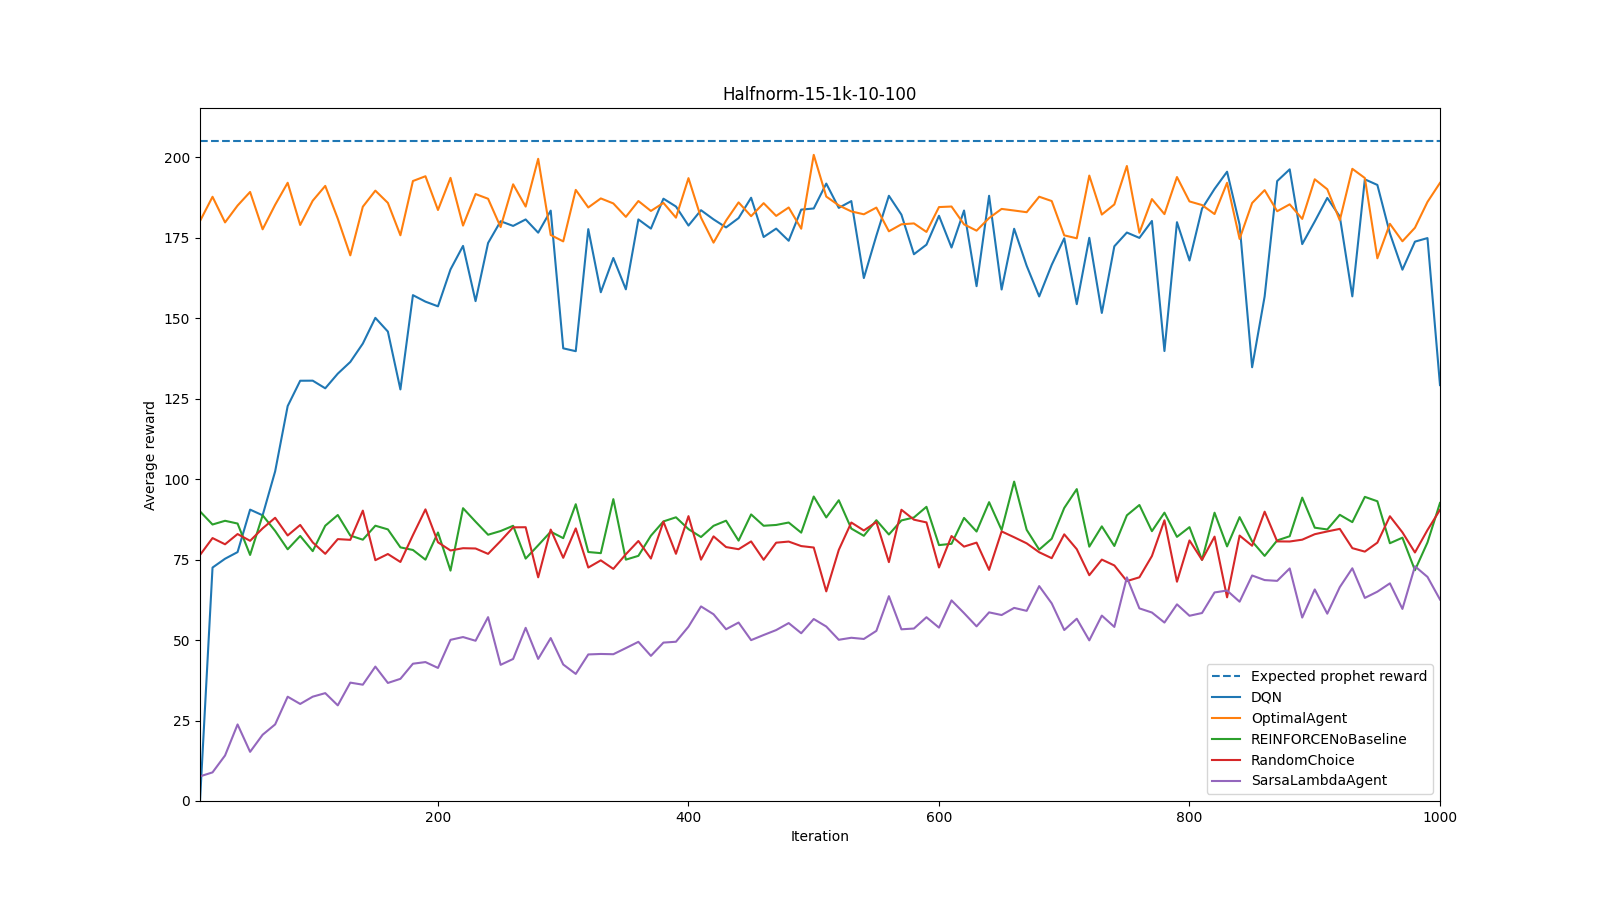 Halfnorm-15-1k-10-100
200
175
150
125
100
75
50
25
0
Average reward
200
400
600
800
1000
Iteration
Expected prophet reward
DQN
OptimalAgent
REINFORCENoBaseline
RandomChoice
SarsaLambdaAgent